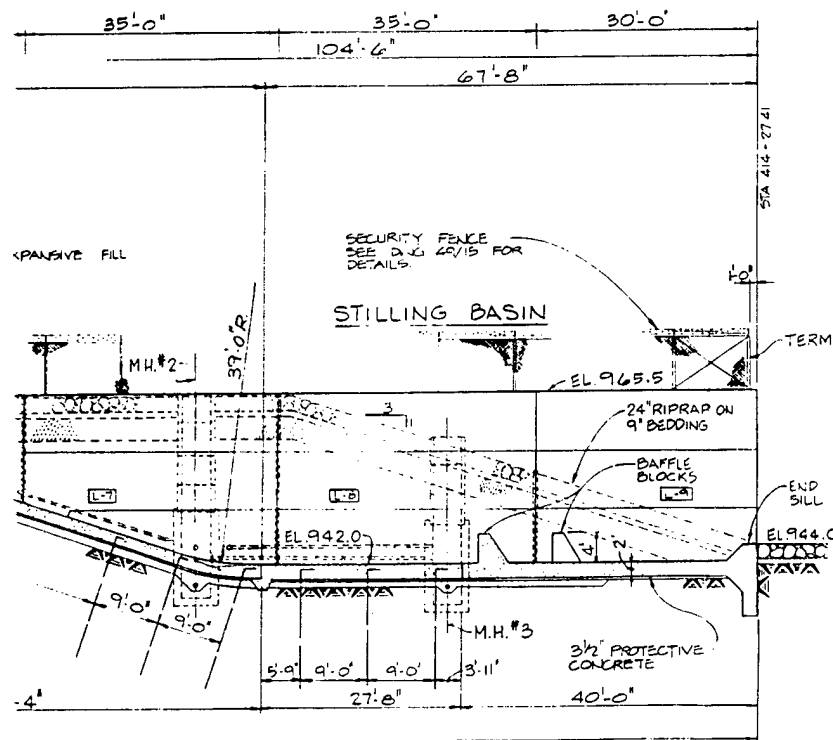 35'-0"
35'-0"
30'-0"
104'-6"
67'-8"
STA 414-27.41
XPANSIVE FILL
SECURITY FENCE
SEE DWG 40/15 FOR
DETAILS.
1'-0"
STILLING BASIN
M.H.#2
39'.0"R.
TERM
EL.965.5
3
11
24" RIPRAP ON
9" BEDDING
BAFFLE
BLOCKS
L-7
L-8
L-9
END
SILL
EL.942.0
4'
2'
EL.944.0
9'-0"
9'-0"
M.H.#3
3½" PROTECTIVE
CONCRETE
5'-9"
9'-0"
9'-0"
3'-11"
-4"
27'-8"
40'-0"